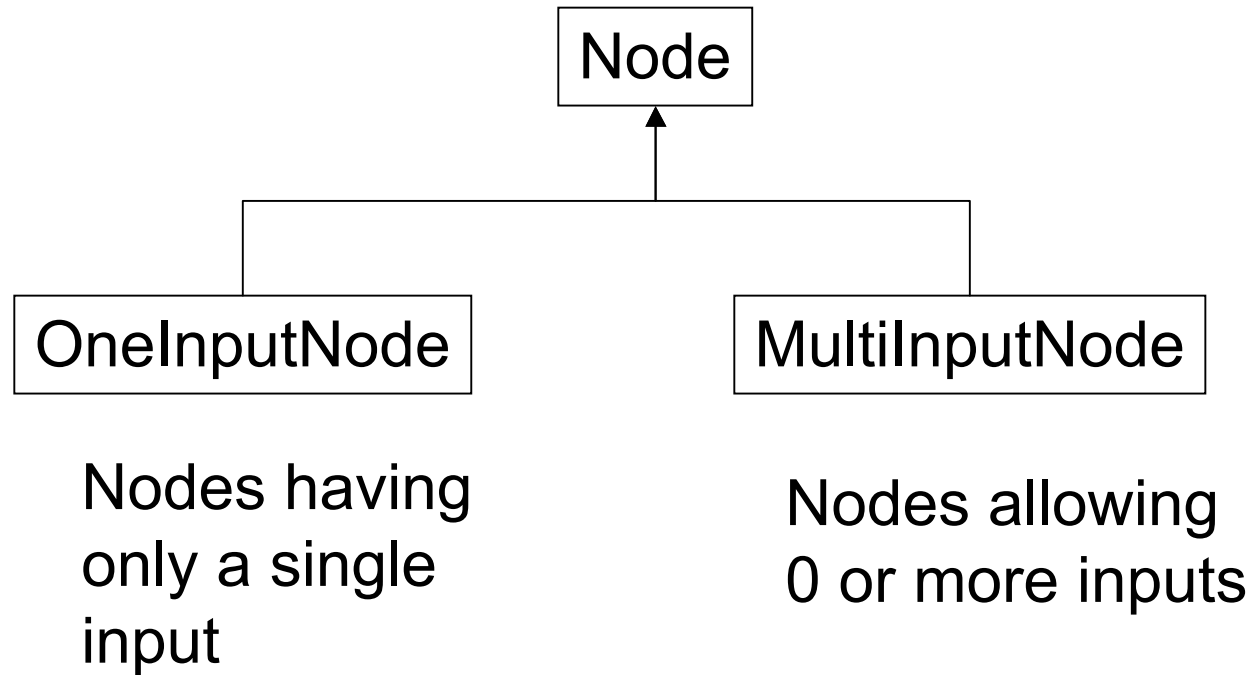 Node
OneInputNode
MultiInputNode
Nodes having
only a single
input
Nodes allowing
0 or more inputs